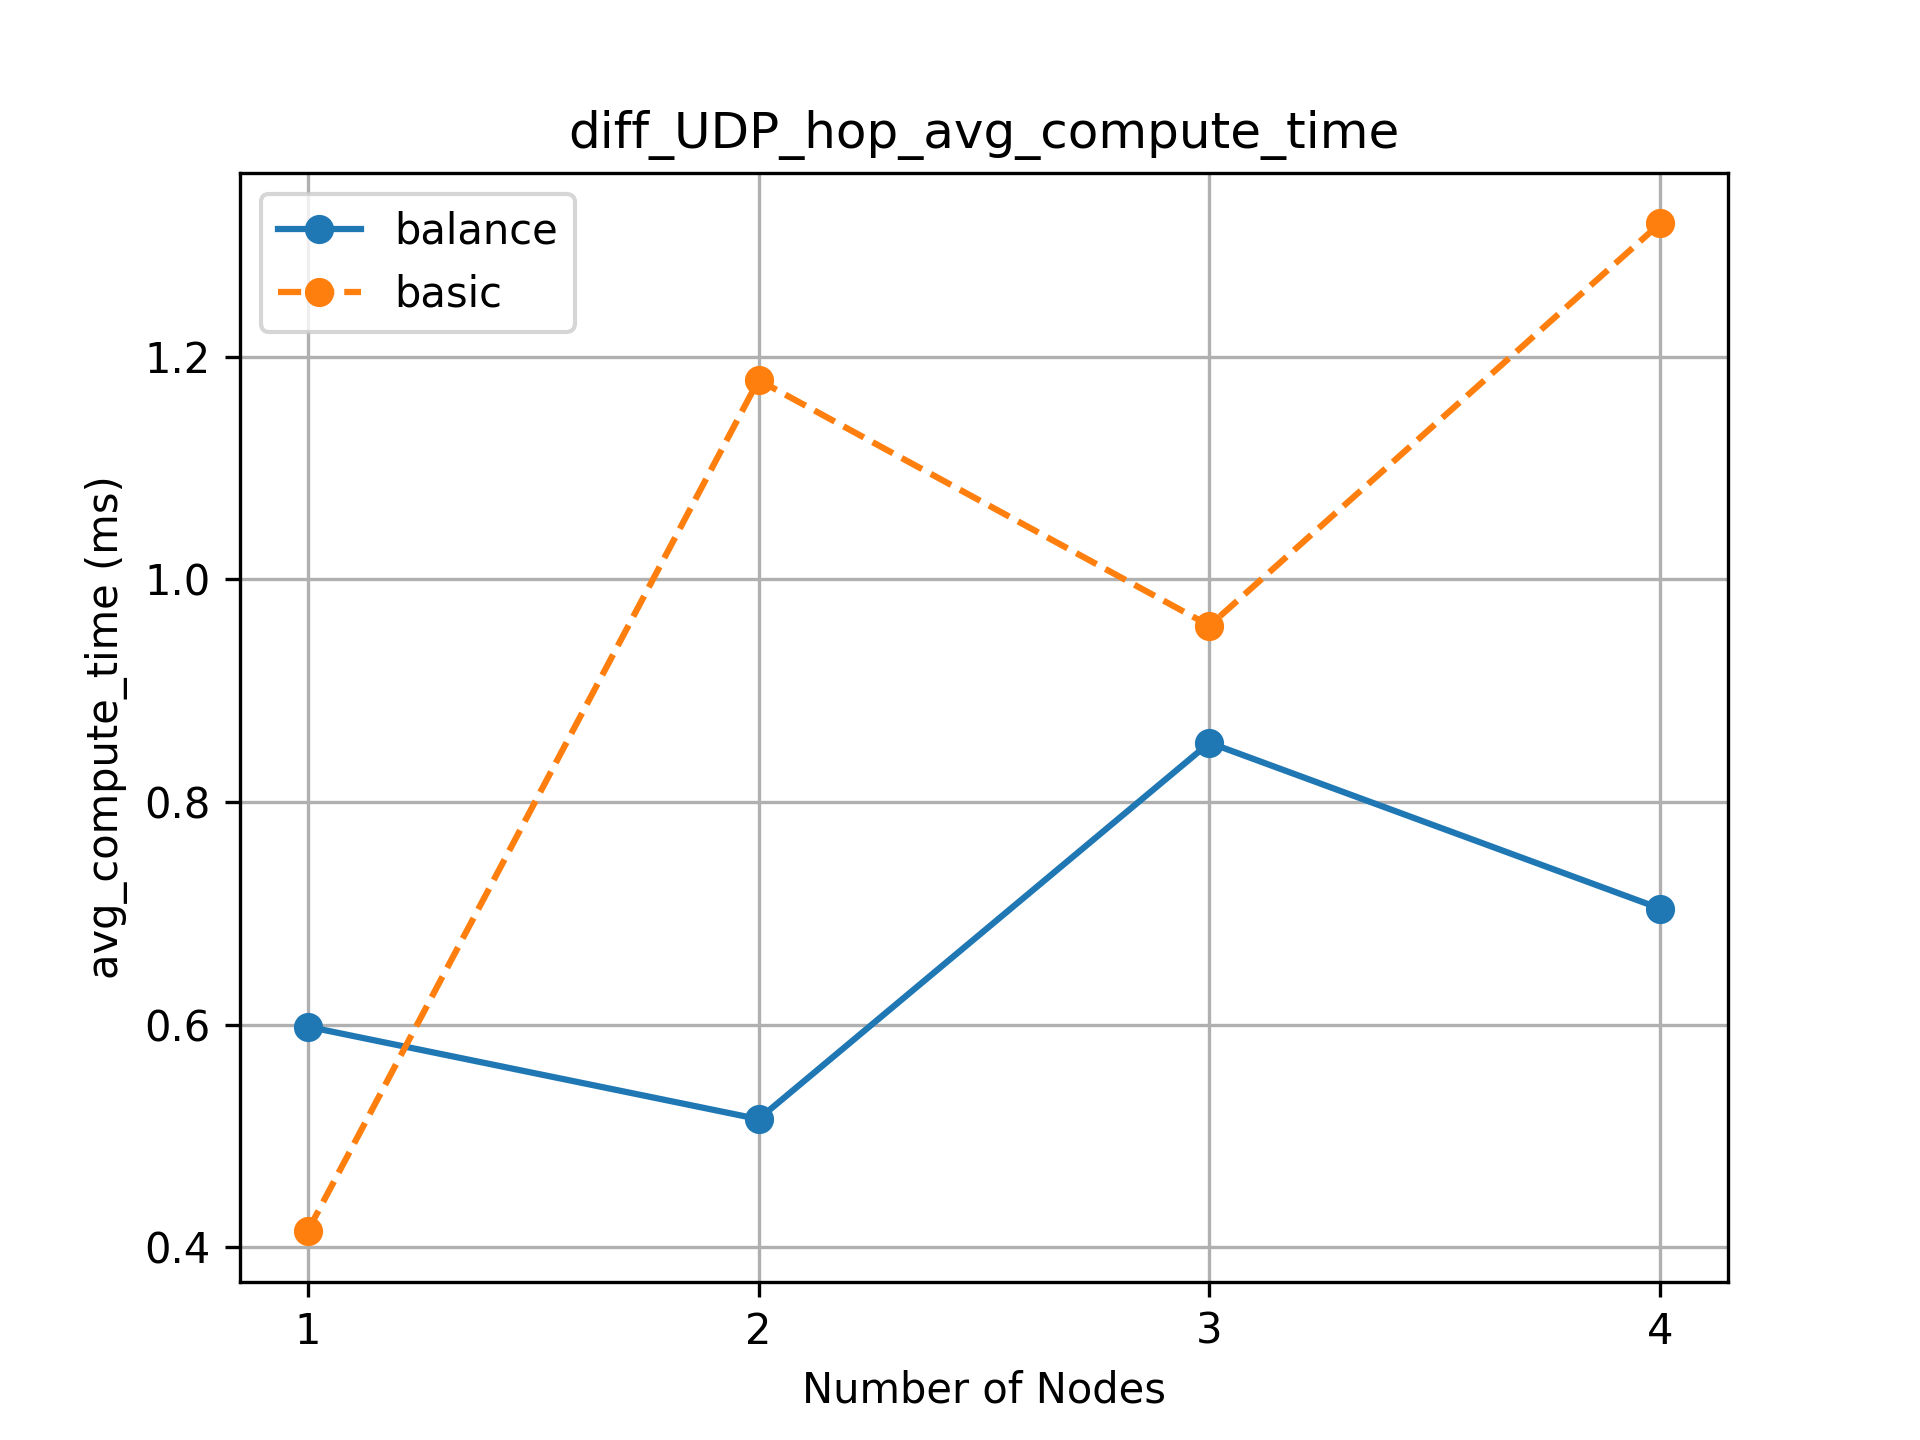 diff_UDP_hop_avg_compute_time
balance
basic
avg_compute_time (ms)
1.2
1.0
0.8
0.6
0.4
1 2 3 4
Number of Nodes